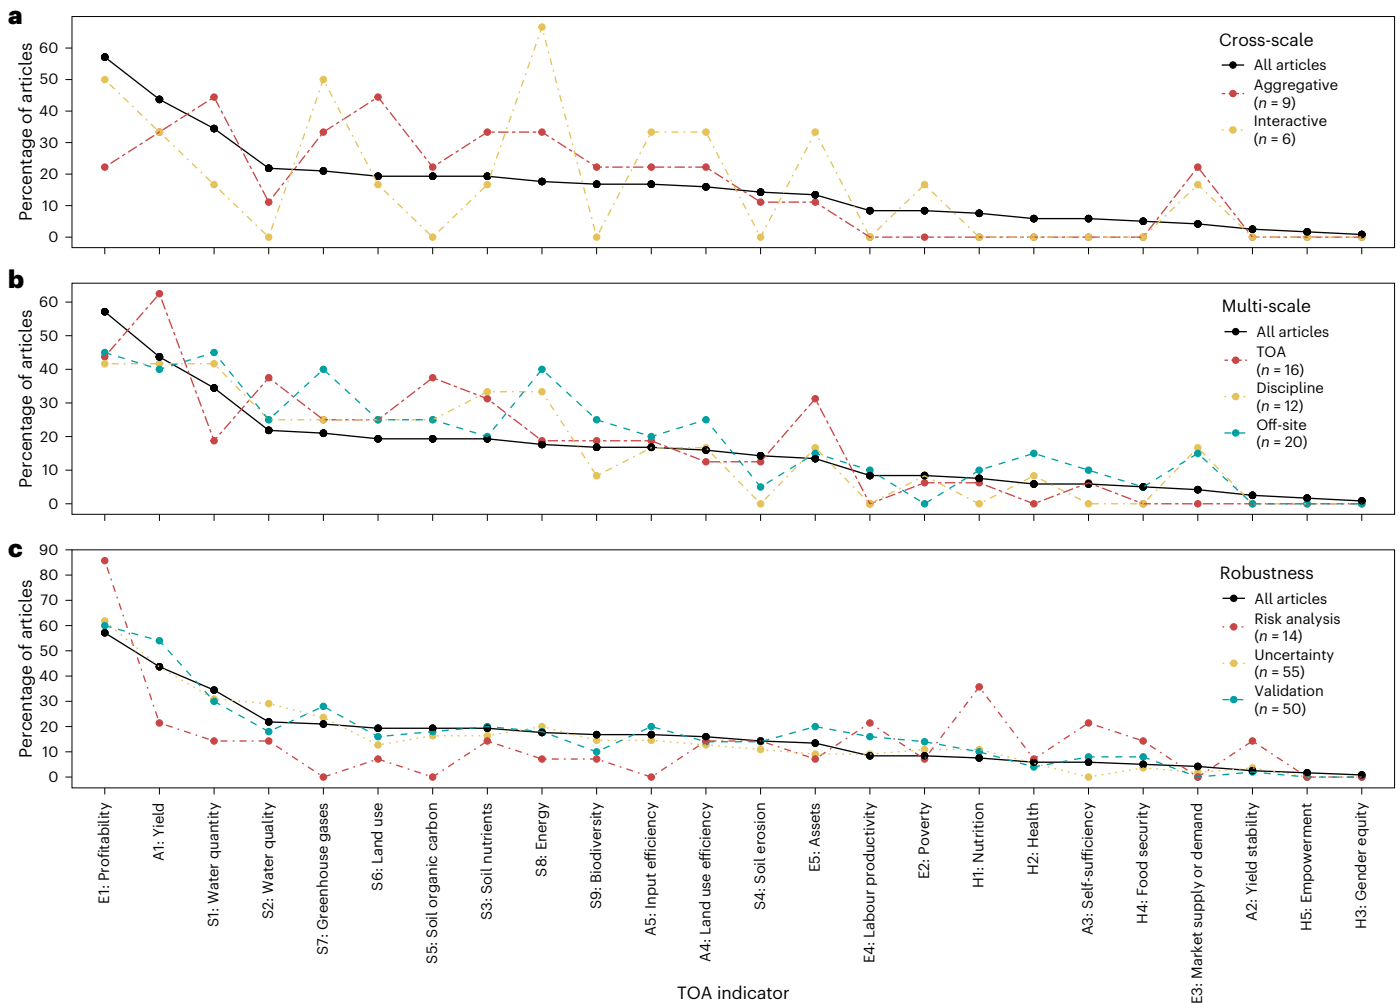 a
Percentage of articles
60
50
40
30
20
10
0
Cross-scale
All articles
Aggregative
(n = 9)
Interactive
(n = 6)
b
Percentage of articles
60
50
40
30
20
10
0
Multi-scale
All articles
TOA
(n = 16)
Discipline
(n = 12)
Off-site
(n = 20)
c
Percentage of articles
90
80
70
60
50
40
30
20
10
0
Robustness
All articles
Risk analysis
(n = 14)
Uncertainty
(n = 55)
Validation
(n = 50)
E1: Profitability
A1: Yield
S1: Water quantity
S2: Water quality
S7: Greenhouse gases
S6: Land use
S5: Soil organic carbon
S3: Soil nutrients
S8: Energy
S9: Biodiversity
A5: Input efficiency
A4: Land use efficiency
S4: Soil erosion
E5: Assets
E4: Labour productivity
E2: Poverty
H1: Nutrition
H2: Health
A3: Self-sufficiency
H4: Food security
E3: Market supply or demand
A2: Yield stability
H5: Empowerment
H3: Gender equity
TOA indicator